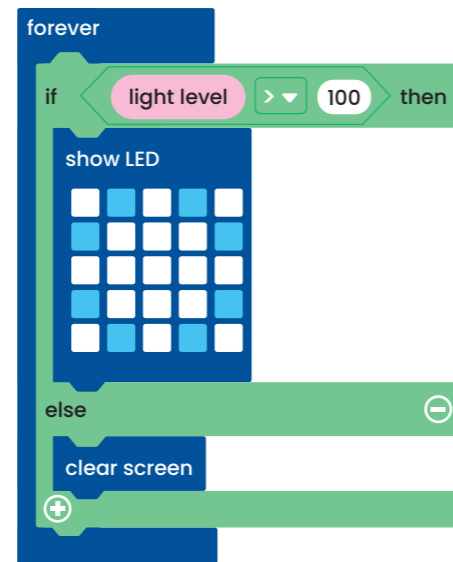 forever
if light level > 100 then
show LED
else
clear screen